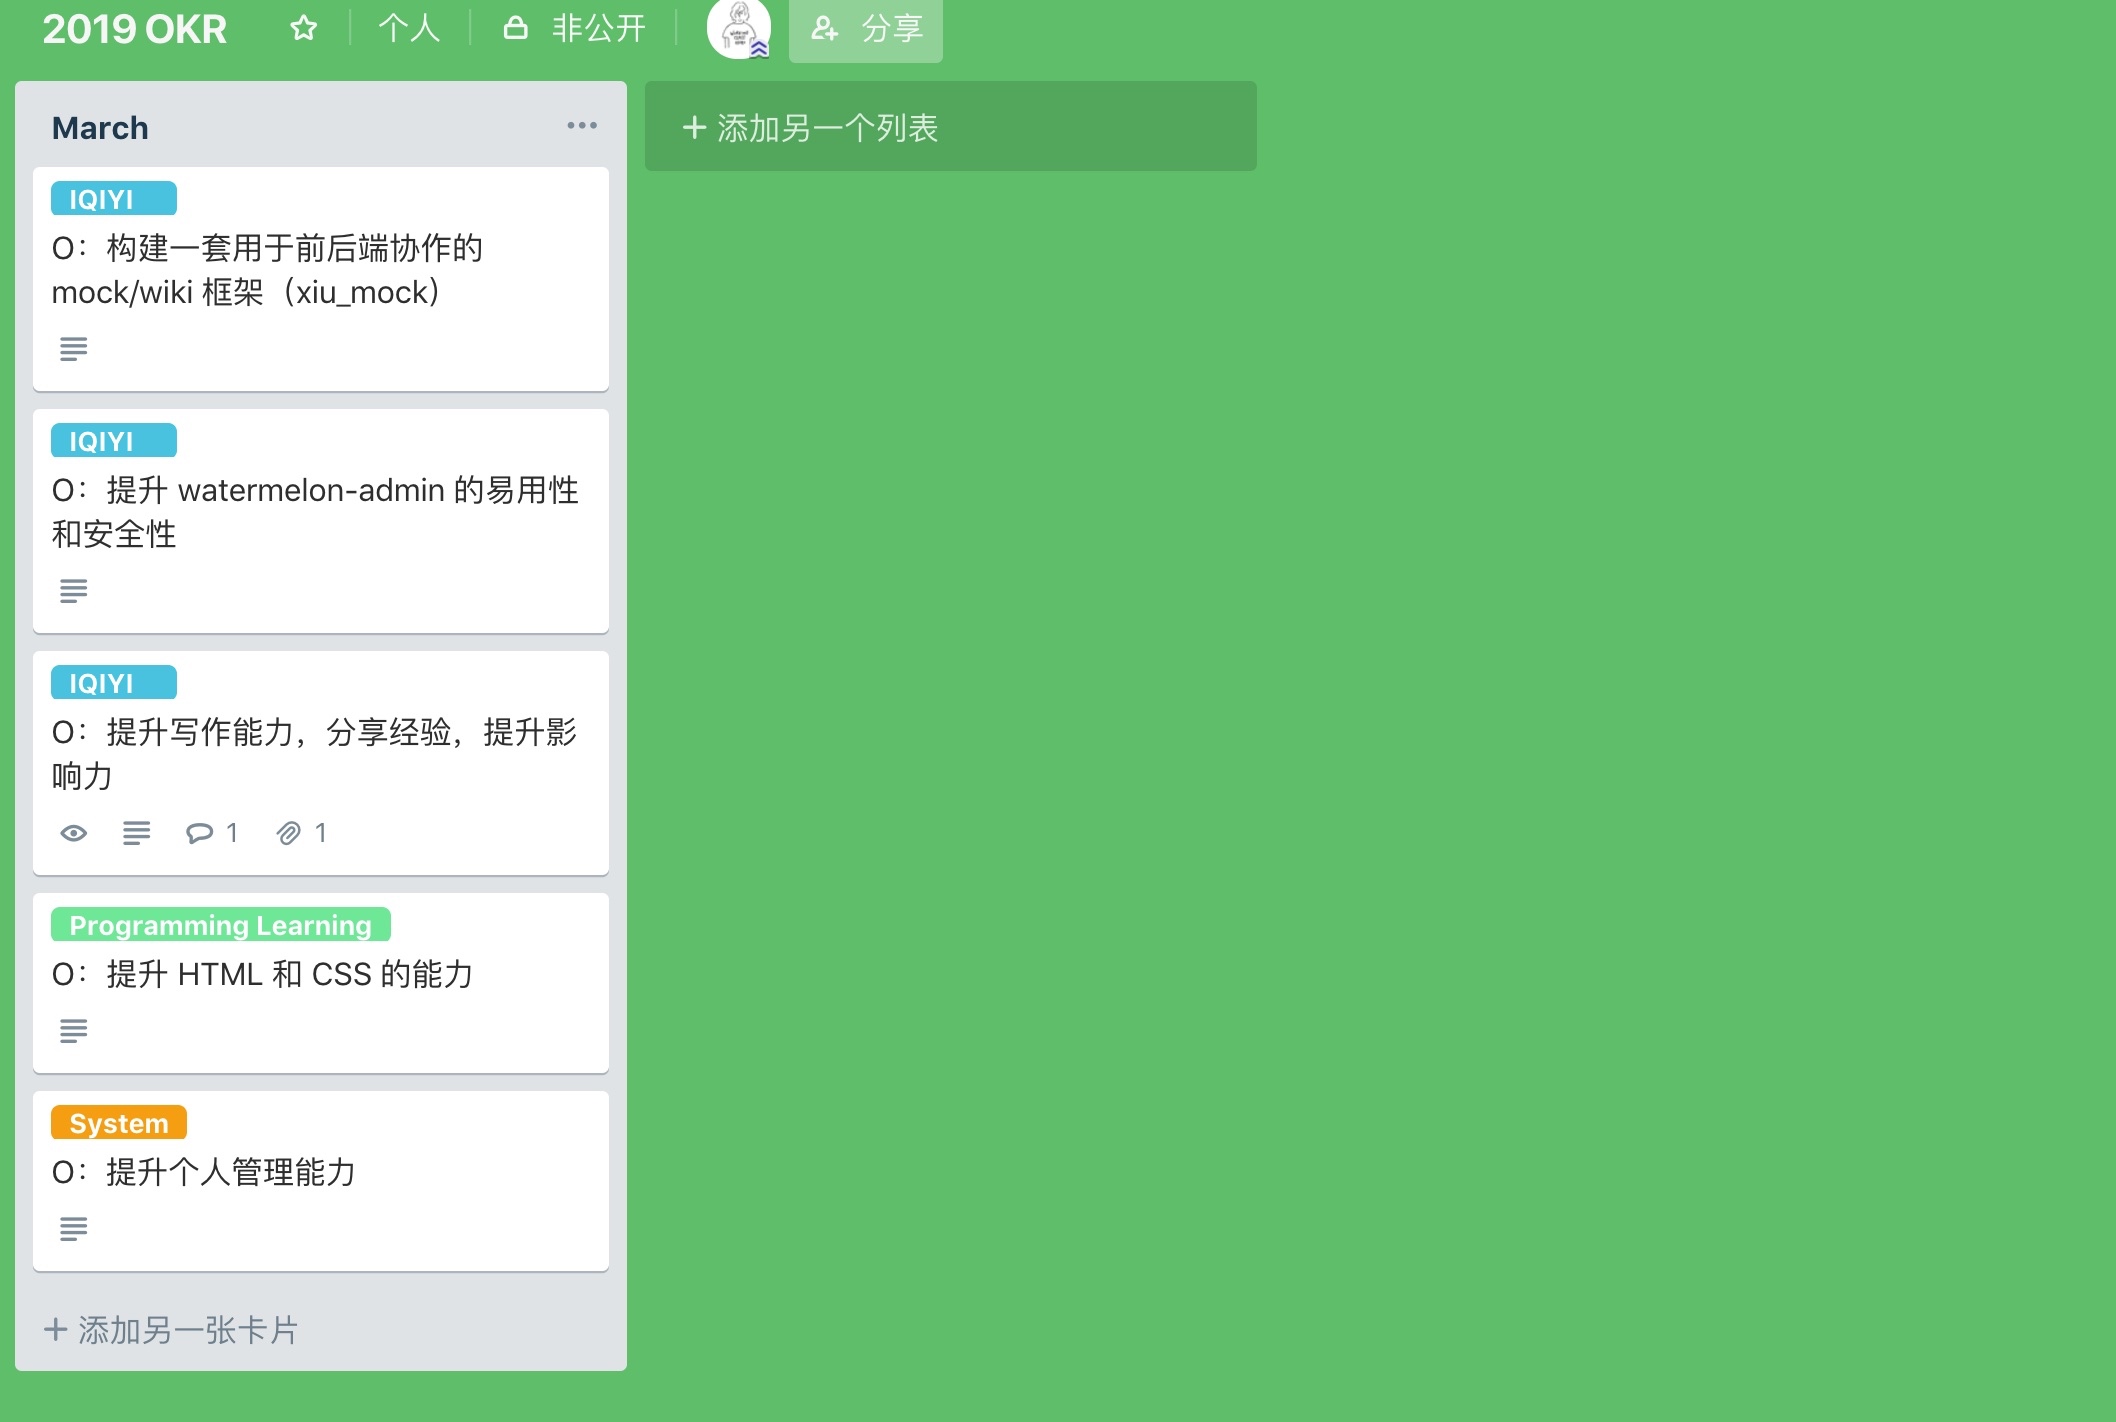 2019 OKR 个人 非公开 分享
March
+ 添加另一个列表
IQIYI
O：构建一套用于前后端协作的
mock/wiki 框架（xiu_mock）
IQIYI
O：提升 watermelon-admin 的易用性
和安全性
IQIYI
O：提升写作能力，分享经验，提升影
响力
1 1
Programming Learning
O：提升 HTML 和 CSS 的能力
System
O：提升个人管理能力
+ 添加另一张卡片